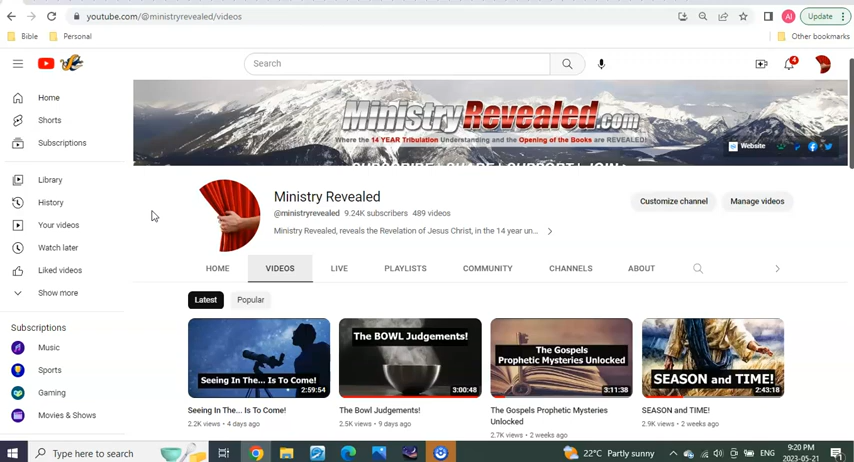 youtube.com/@ministryrevealed/videos
Update
Bible Personal Other bookmarks
Search
4
Home
Shorts
Subscriptions
Library
History
Your videos
Watch later
Liked videos
Show more
Subscriptions
Music
Sports
Gaming
Movies & Shows
MinistryRevealed.com
Where the 14 YEAR Tribulation Understanding and the Opening of the Books are REVEALED!
SUBSCRIBE | SHARE | SUPPORT | JOIN
Website
Ministry Revealed
@ministryrevealed 9.24K subscribers 489 videos
Ministry Revealed, reveals the Revelation of Jesus Christ, in the 14 year un...
Customize channel Manage videos
HOME VIDEOS LIVE PLAYLISTS COMMUNITY CHANNELS ABOUT
Latest Popular
Seeing In The... Is To Come!
2:59:54
Seeing In The... Is To Come!
2.2K views • 4 days ago
The BOWL Judgements!
3:00:48
The Bowl Judgements!
2.5K views • 9 days ago
The Gospels
Prophetic Mysteries Unlocked
3:11:38
The Gospels Prophetic Mysteries
Unlocked
2.7K views • 2 weeks ago
SEASON and TIME!
2:43:18
SEASON and TIME!
2.9K views • 2 weeks ago
Type here to search
22°C Partly sunny
ENG
9:20 PM
2023-05-21